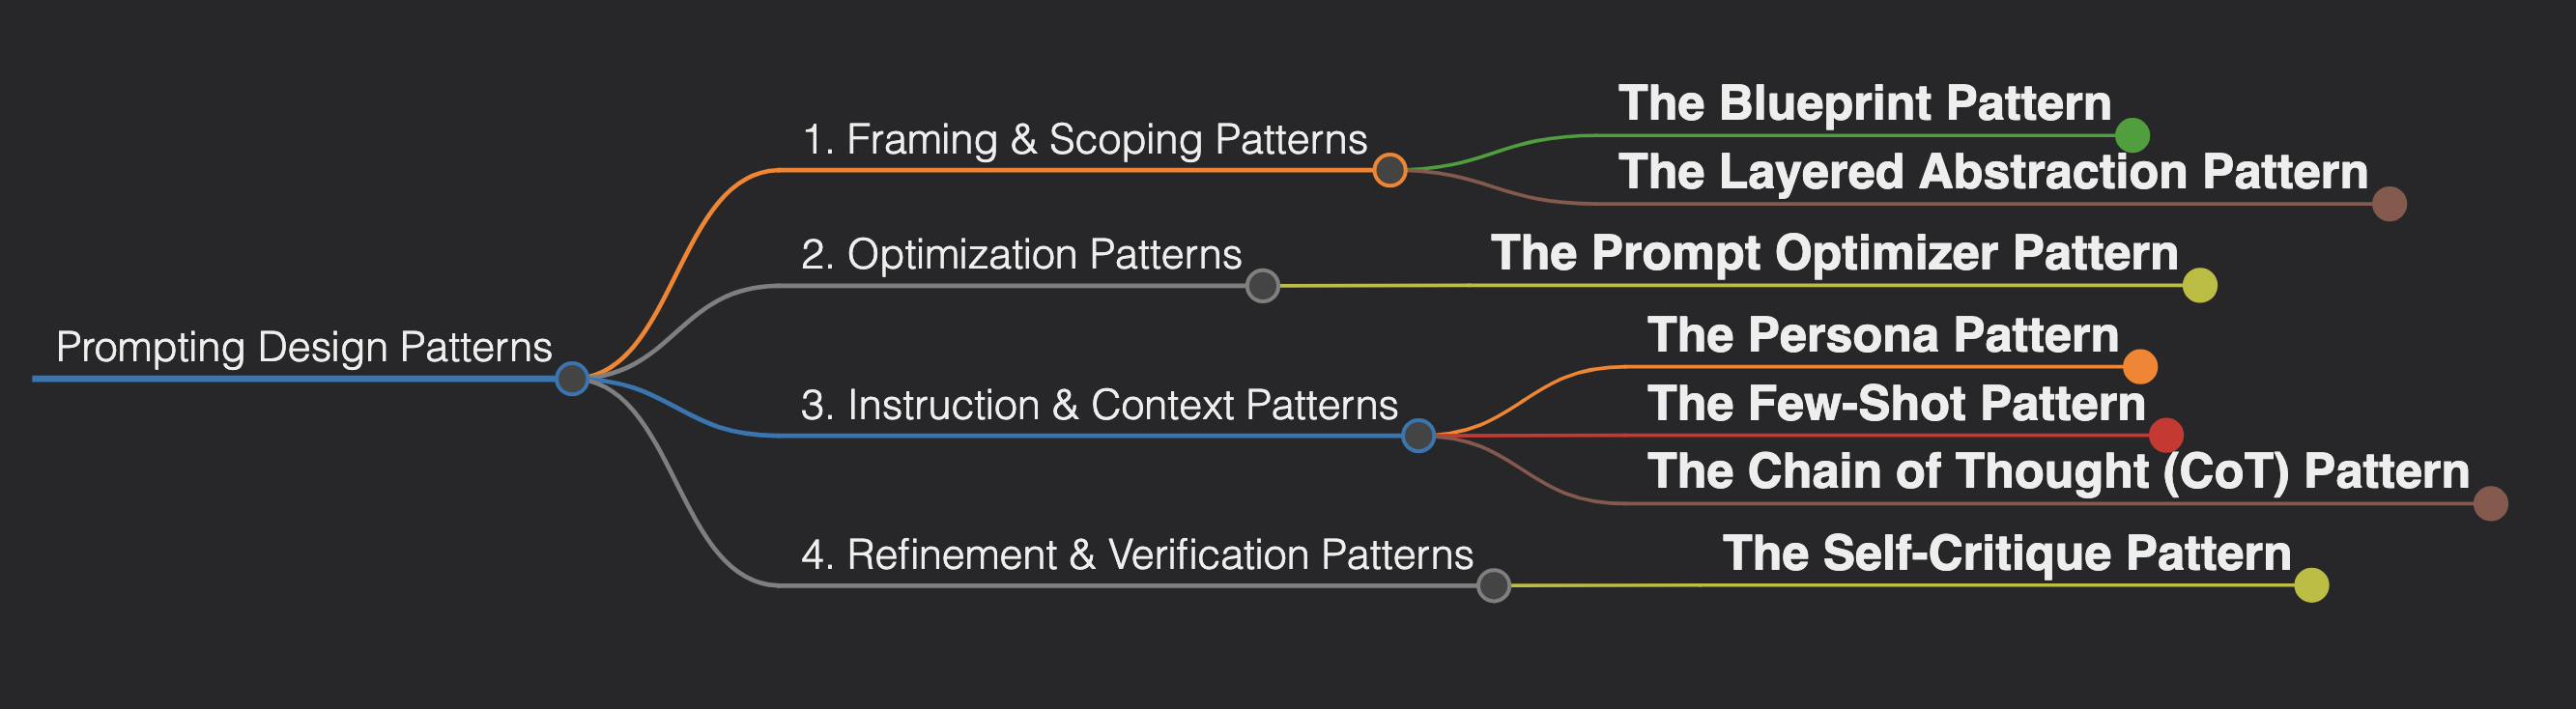 Prompting Design Patterns
1. Framing & Scoping Patterns
The Blueprint Pattern
The Layered Abstraction Pattern
2. Optimization Patterns
The Prompt Optimizer Pattern
3. Instruction & Context Patterns
The Persona Pattern
The Few-Shot Pattern
The Chain of Thought (CoT) Pattern
4. Refinement & Verification Patterns
The Self-Critique Pattern